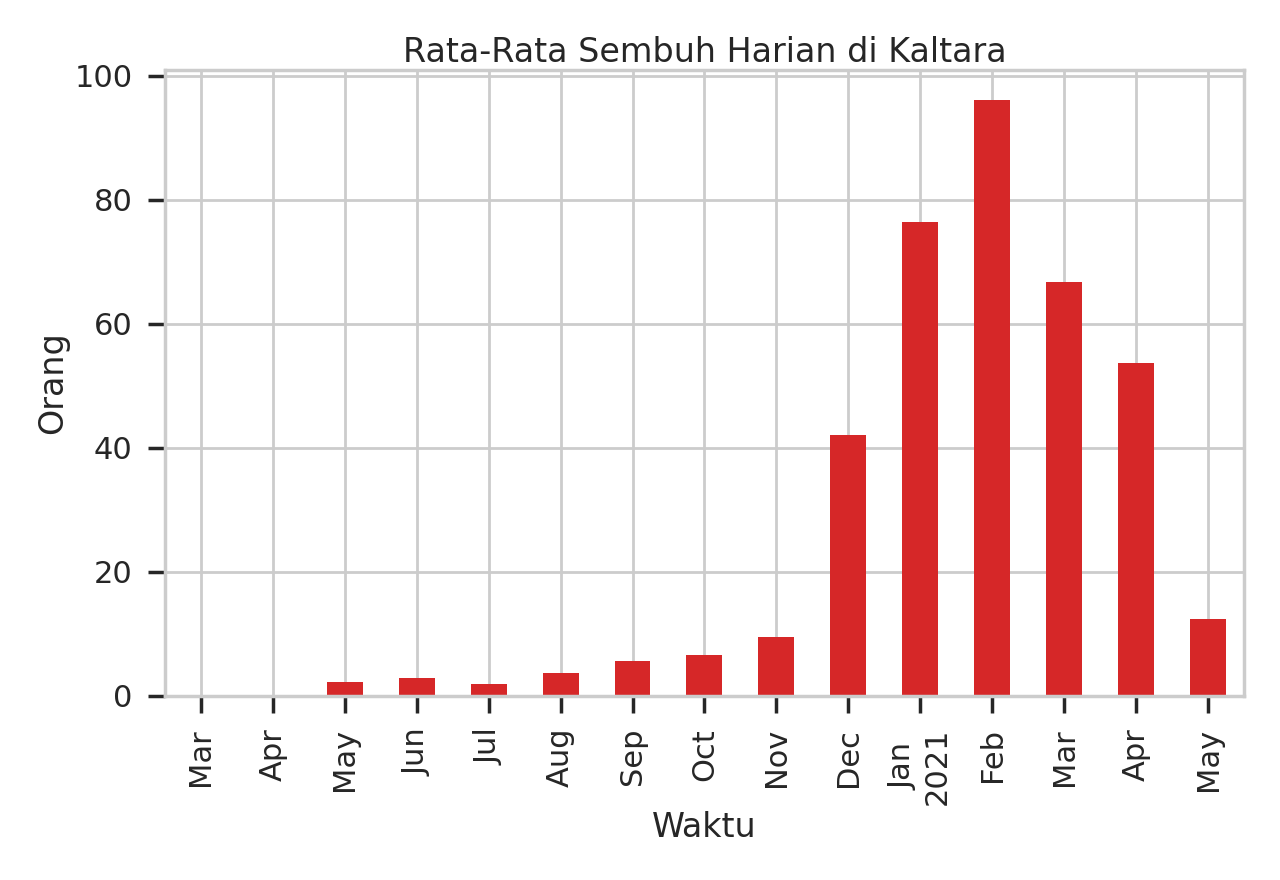 Rata-Rata Sembuh Harian di Kaltara
100
80
60
40
20
0
Orang
Mar
Apr
May
Jun
Jul
Aug
Sep
Oct
Nov
Dec
Jan
2021
Feb
Mar
Apr
May
Waktu